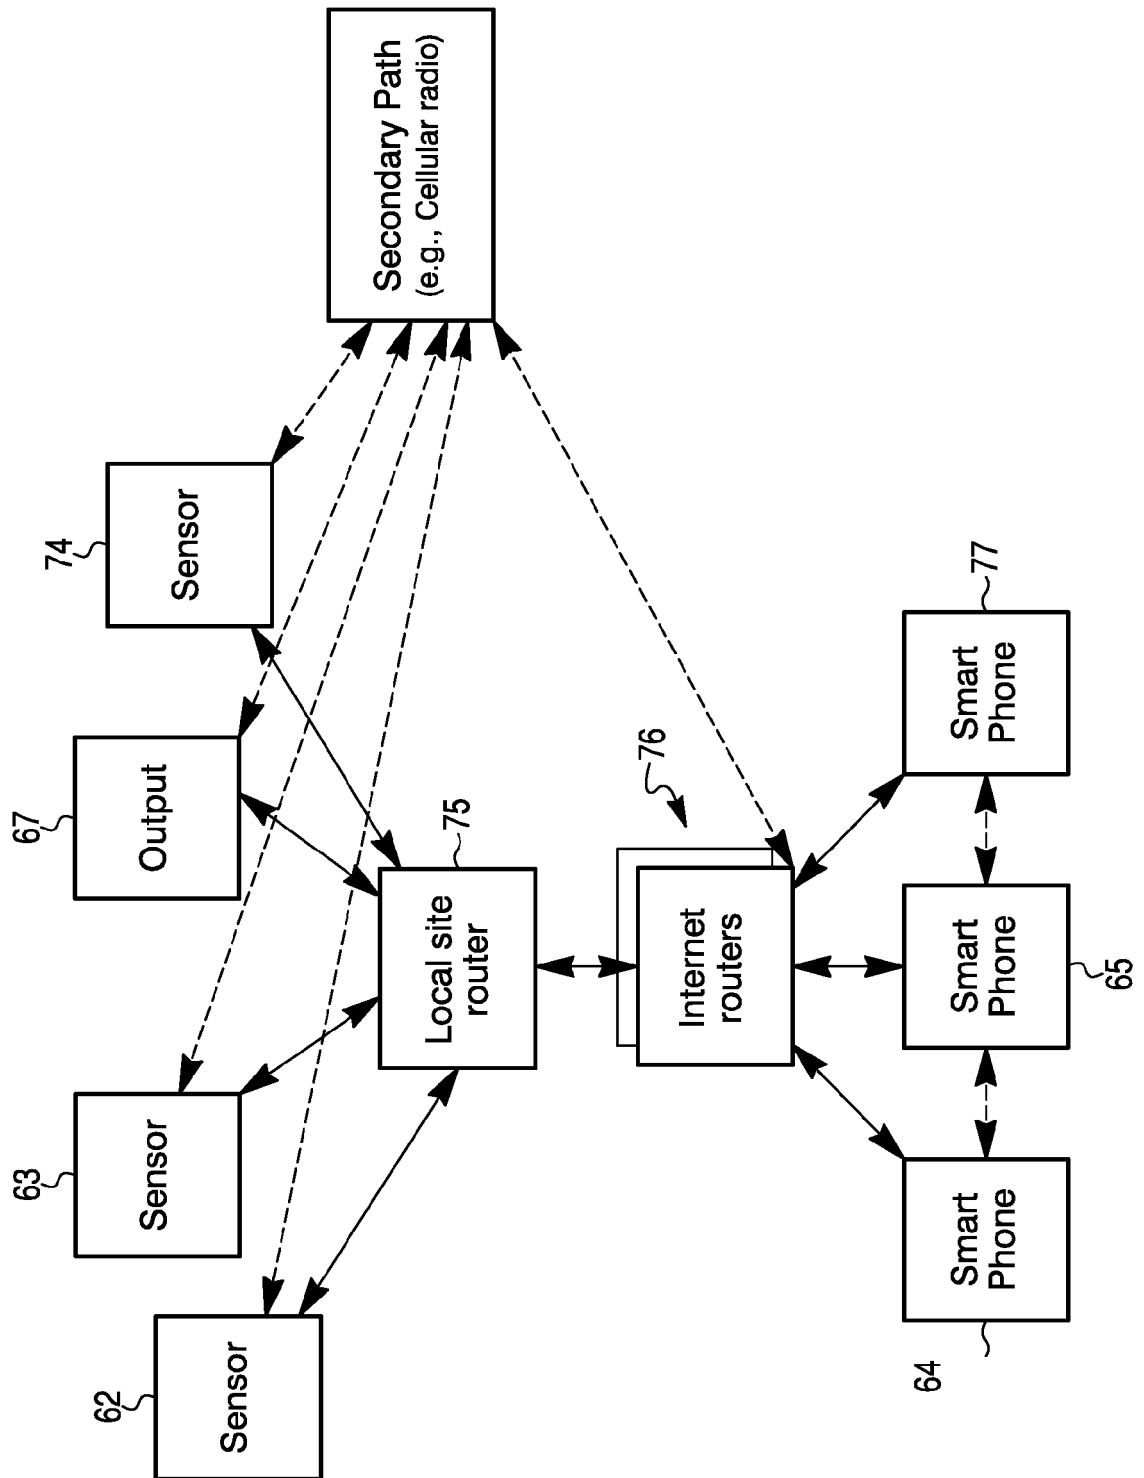 62
Sensor
63
Sensor
67
Output
74
Sensor
Secondary Path
(e.g., Cellular radio)
75
Local site
router
76
Internet
routers
64
Smart
Phone
65
Smart
Phone
77
Smart
Phone